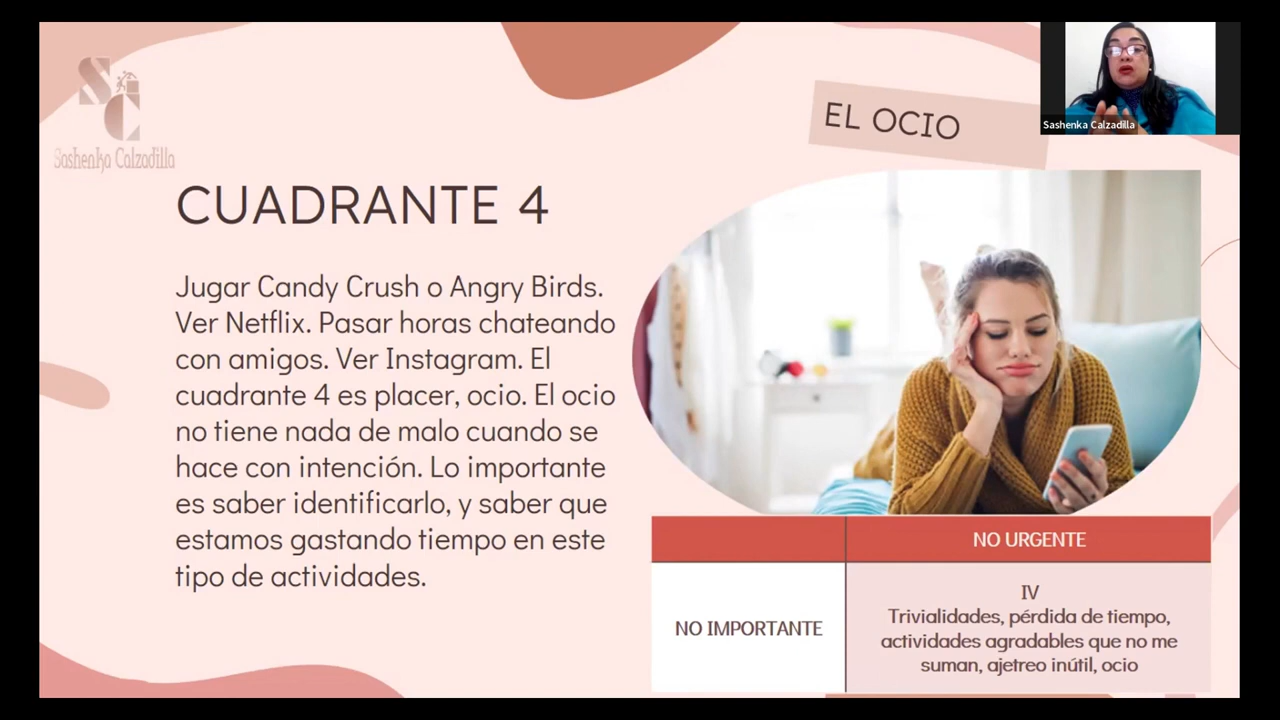 SC
Sashenka Calzadilla
EL OCIO
Sashenka Calzadilla
CUADRANTE 4
Jugar Candy Crush o Angry Birds.
Ver Netflix. Pasar horas chateando
con amigos. Ver Instagram. El
cuadrante 4 es placer, ocio. El ocio
no tiene nada de malo cuando se
hace con intención. Lo importante
es saber identificarlo, y saber que
estamos gastando tiempo en este
tipo de actividades.
NO URGENTE
NO IMPORTANTE
IV
Trivialidades, pérdida de tiempo,
actividades agradables que no me
suman, ajetreo inútil, ocio